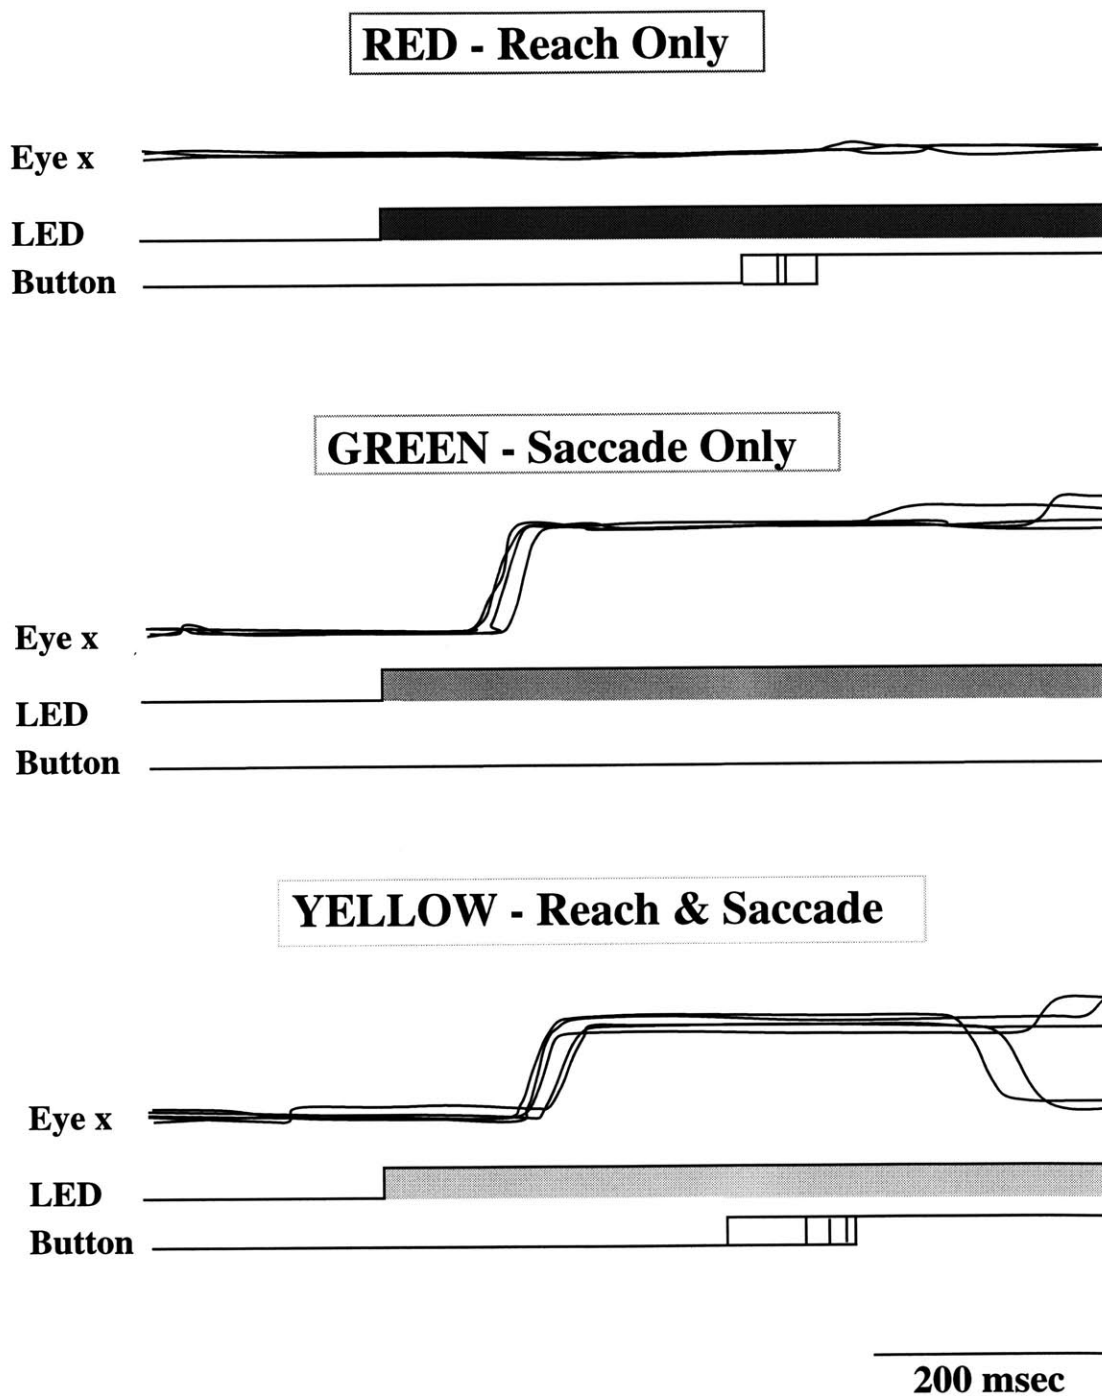 RED - Reach Only
Eye x
LED
Button
GREEN - Saccade Only
Eye x
LED
Button
YELLOW - Reach & Saccade
Eye x
LED
Button
200 msec